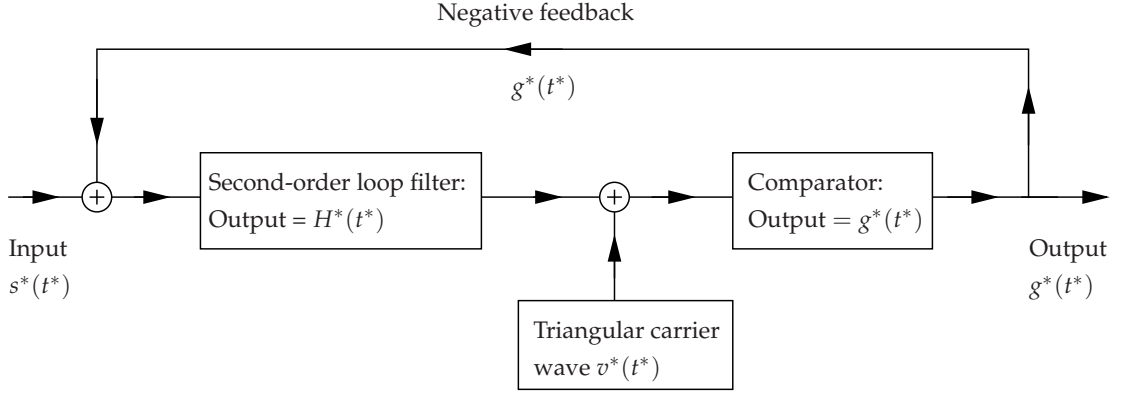 Negative feedback
g*(t*)
+
Second-order loop filter:
Output = H*(t*)
+
Comparator:
Output = g*(t*)
Input
s*(t*)
Output
g*(t*)
Triangular carrier
wave v*(t*)